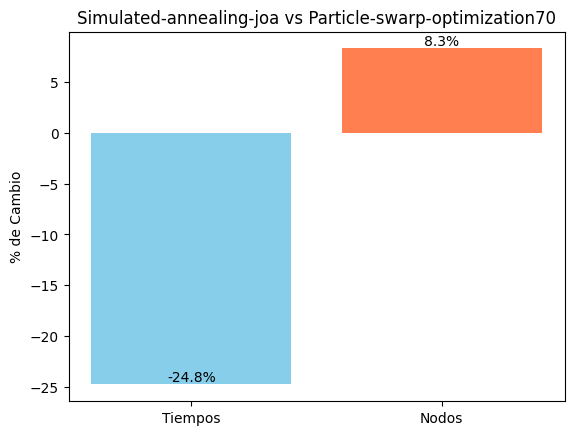 Simulated-annealing-joa vs Particle-swarp-optimization70
8.3%
5
0
−5
−10
−15
−20
−25
% de Cambio
-24.8%
Tiempos
Nodos